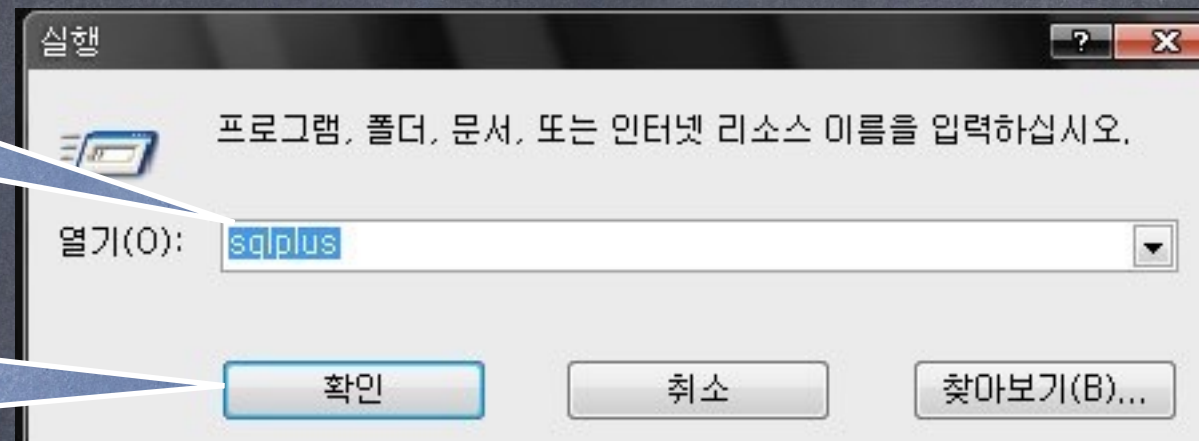 실행
프로그램, 폴더, 문서, 또는 인터넷 리소스 이름을 입력하십시오.
열기(O): sqlplus
확인 취소 찾아보기(B)...